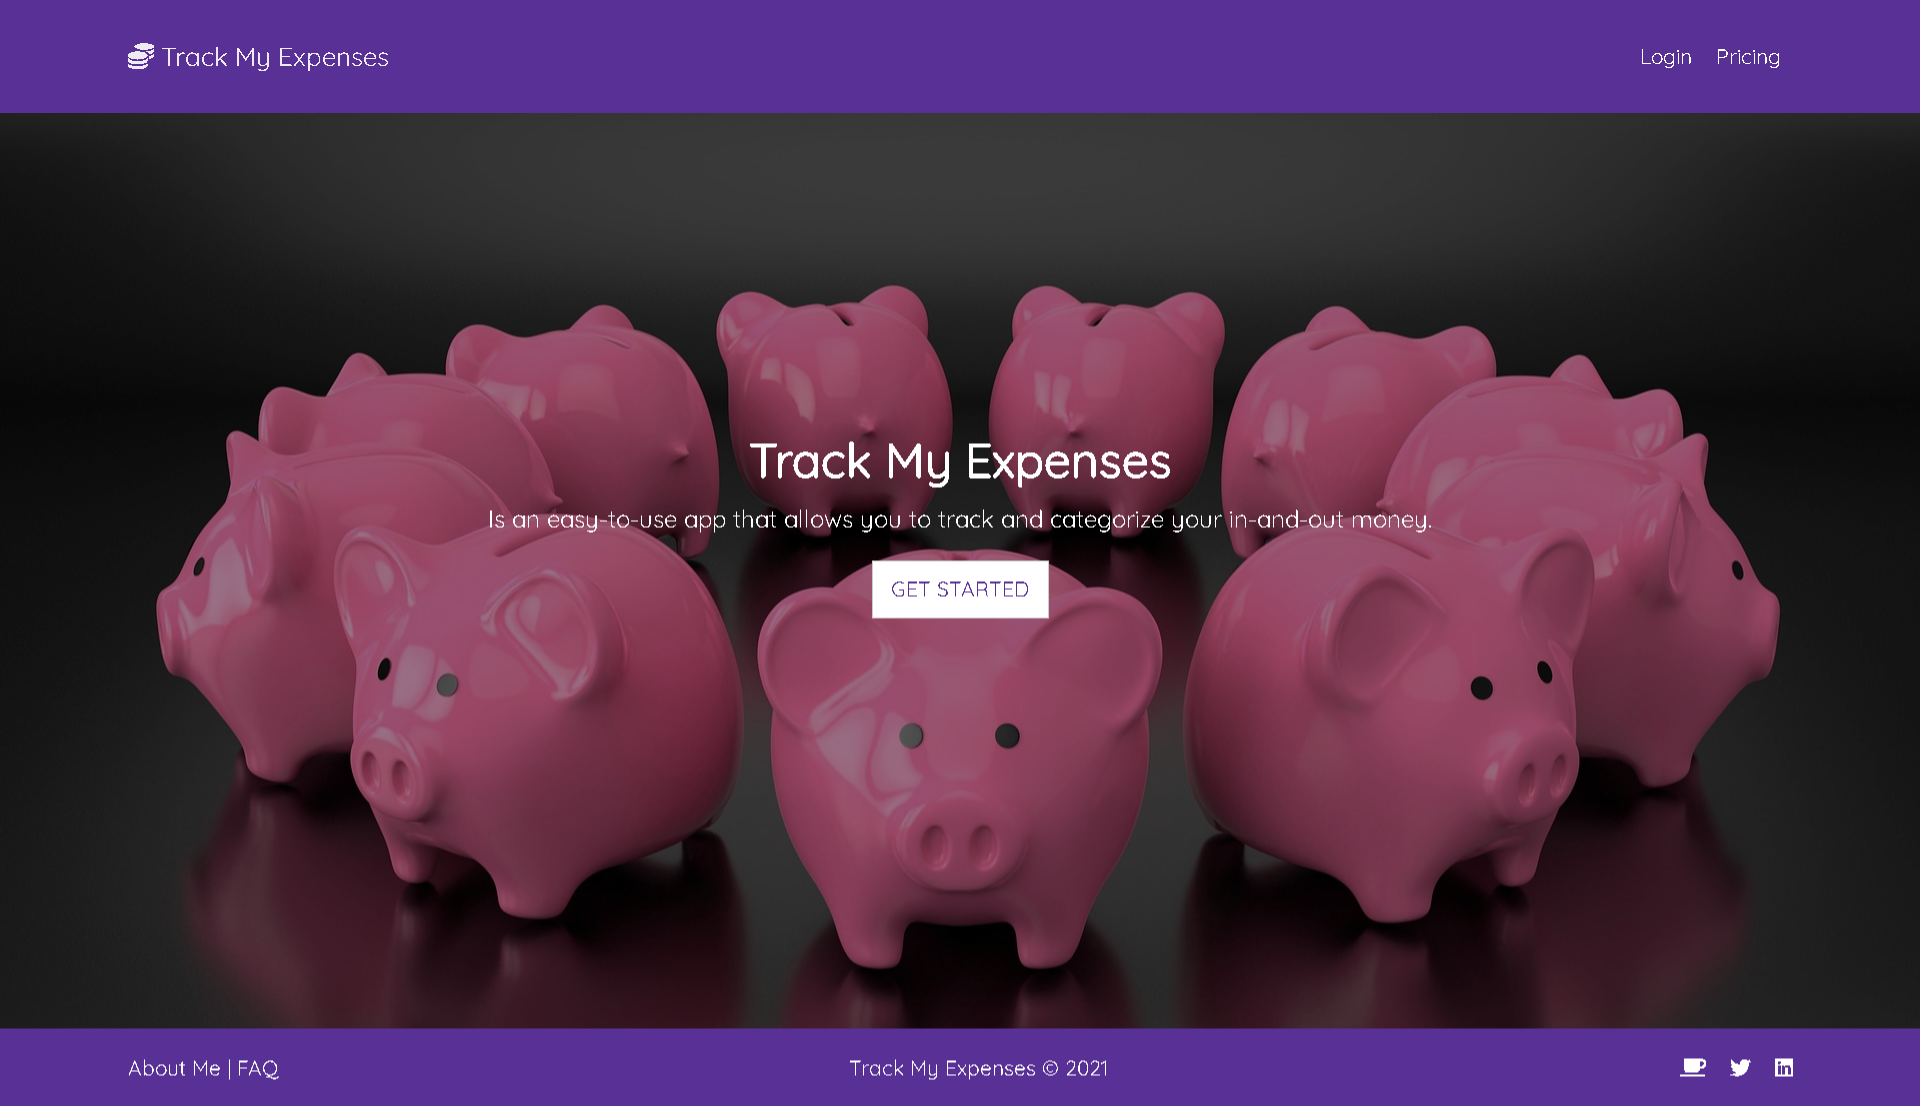 Track My Expenses
Login Pricing
Track My Expenses
Is an easy-to-use app that allows you to track and categorize your in-and-out money.
GET STARTED
About Me | FAQ
Track My Expenses © 2021